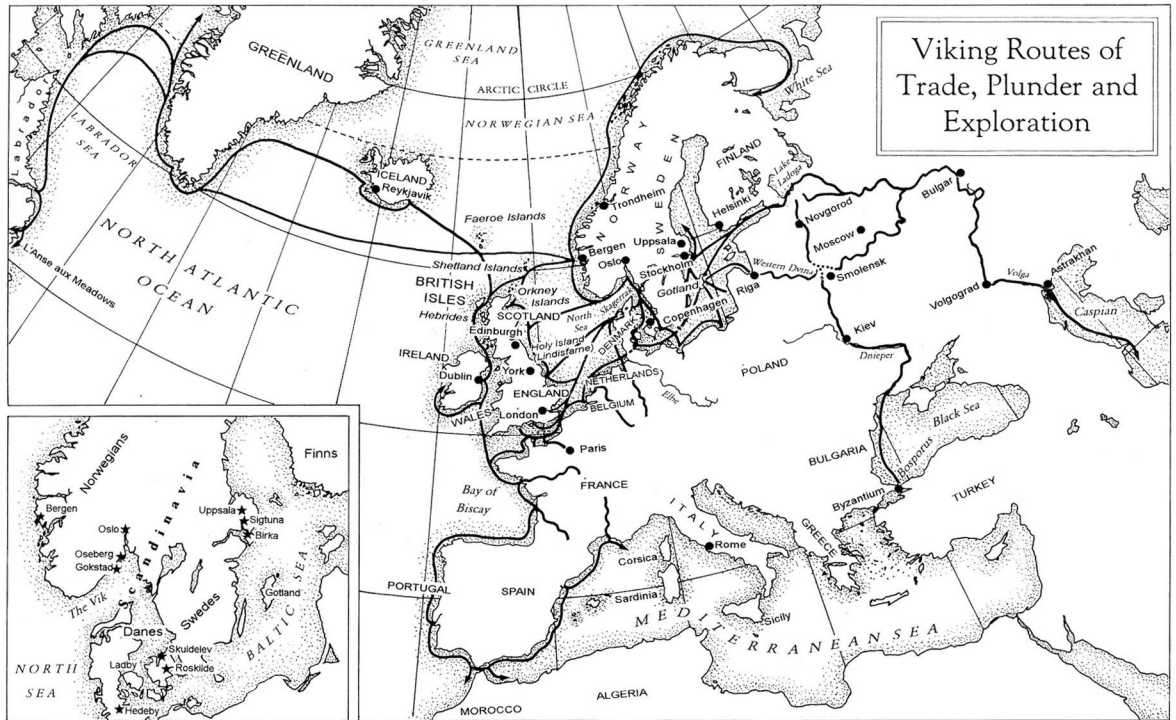 Viking Routes of
Trade, Plunder and
Exploration
GREENLAND
GREENLAND
SEA
ARCTIC CIRCLE
NORWEGIAN SEA
White Sea
Labrador
LABRADOR
SEA
ICELAND
Reykjavik
NORWAY
SWEDEN
FINLAND
Lake
Ladoga
Bulgar
Trondheim
Helsinki
Novgorod
Moscow
Faeroe Islands
L'Anse aux Meadows
NORTH ATLANTIC
OCEAN
Bergen
Uppsala
Oslo
Stockholm
Shetland Islands
Orkney
Islands
BRITISH
ISLES
Hebrides
SCOTLAND
Skagerrak
Gotland
Riga
Western Dvina
Smolensk
Volgograd
Volga
Astrakhan
Caspian
North
Sea
Copenhagen
DENMARK
Edinburgh
Holy Island
(Lindisfarne)
Kiev
Dnieper
IRELAND
Dublin
York
ENGLAND
NETHERLANDS
Elbe
POLAND
WALES
London
BELGIUM
Black Sea
Paris
BULGARIA
Bosporus
Bay of
Biscay
FRANCE
Byzantium
TURKEY
ITALY
GREECE
Corsica
Rome
PORTUGAL
SPAIN
Sardinia
Sicily
MEDITERRANEAN SEA
ALGERIA
MOROCCO
Norwegians
Scandinavia
Finns
Bergen
Oslo
Uppsala
Sigtuna
Birka
Oseberg
Gokstad
The Vik
Swedes
Gotland
BALTIC SEA
Danes
Skuldelev
Ladby
Roskilde
NORTH
SEA
Hedeby